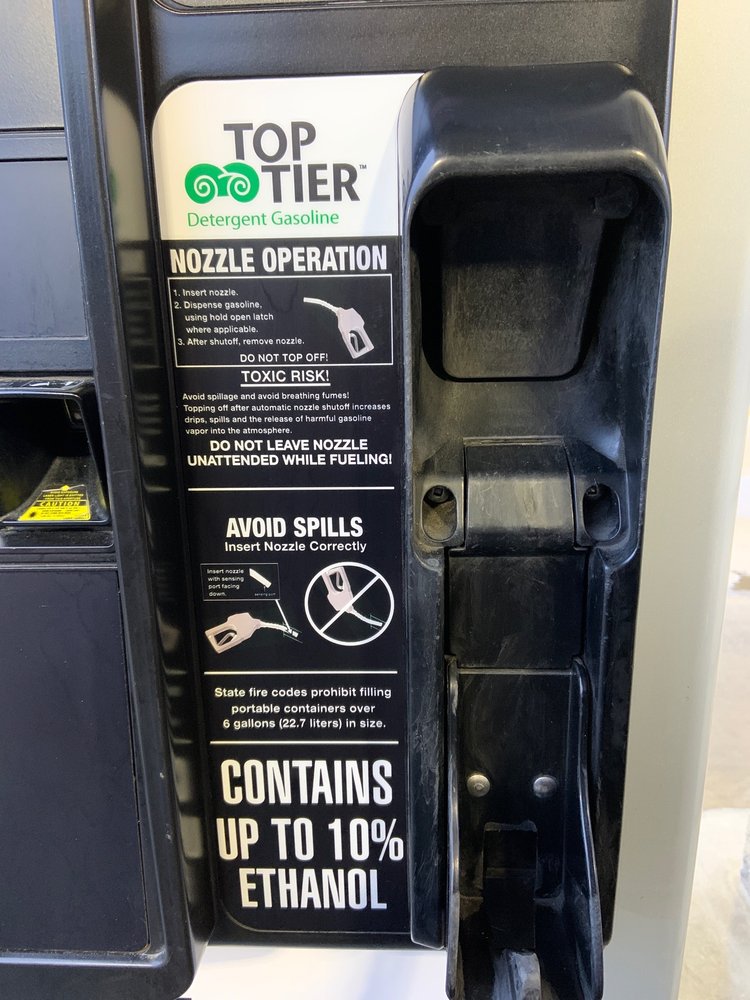 TOP
TIER™
Detergent Gasoline
NOZZLE OPERATION
1. Insert nozzle.
2. Dispense gasoline,
using hold open latch
where applicable.
3. After shutoff, remove nozzle.
DO NOT TOP OFF!
TOXIC RISK!
Avoid spillage and avoid breathing fumes!
Topping off after automatic nozzle shutoff increases
drips, spills and the release of harmful gasoline
vapor into the atmosphere.
DO NOT LEAVE NOZZLE
UNATTENDED WHILE FUELING!
AVOID SPILLS
Insert Nozzle Correctly
Insert nozzle
with sensing
port facing
down.
State fire codes prohibit filling
portable containers over
6 gallons (22.7 liters) in size.
CONTAINS
UP TO 10%
ETHANOL
CAUTION